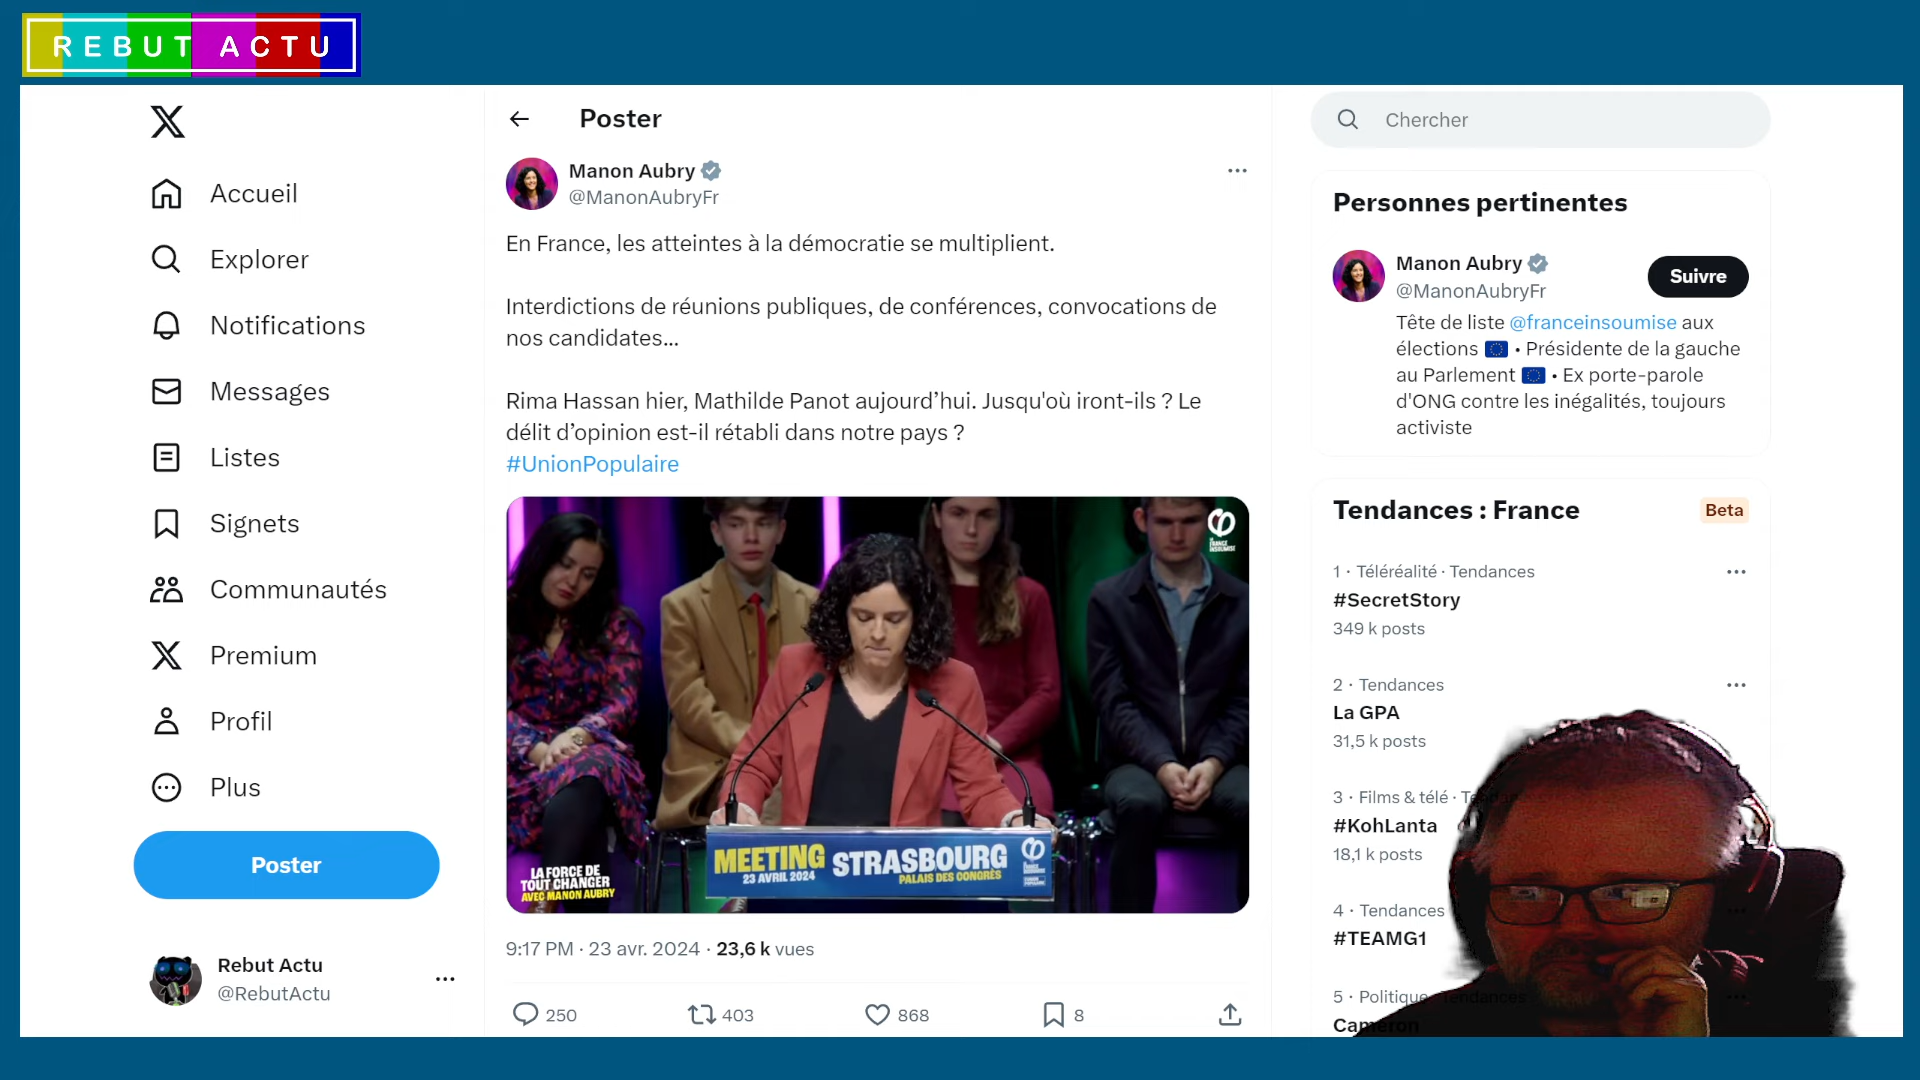 REBUT ACTU
Accueil
Explorer
Notifications
Messages
Listes
Signets
Communautés
Premium
Profil
Plus
Poster
Rebut Actu
@RebutActu
Poster
Manon Aubry
@ManonAubryFr
En France, les atteintes à la démocratie se multiplient.
Interdictions de réunions publiques, de conférences, convocations de
nos candidates...
Rima Hassan hier, Mathilde Panot aujourd’hui. Jusqu'où iront-ils ? Le
délit d’opinion est-il rétabli dans notre pays ?
#UnionPopulaire
LA FRANCE
INSOUMISE
LA FORCE DE
TOUT CHANGER
AVEC MANON AUBRY
MEETING
23 AVRIL 2024
STRASBOURG
PALAIS DES CONGRÈS
9:17 PM · 23 avr. 2024 · 23,6 k vues
250
403
868
8
Chercher
Personnes pertinentes
Manon Aubry
@ManonAubryFr
Suivre
Tête de liste @franceinsoumise aux
élections 🇪🇺 • Présidente de la gauche
au Parlement 🇪🇺 • Ex porte-parole
d'ONG contre les inégalités, toujours
activiste
Tendances : France
Beta
1 · Téléréalité · Tendances
#SecretStory
349 k posts
2 · Tendances
La GPA
31,5 k posts
3 · Films & télé · Tendances
#KohLanta
18,1 k posts
4 · Tendances
#TEAMG1
5 · Politique · Tendances
Cameron